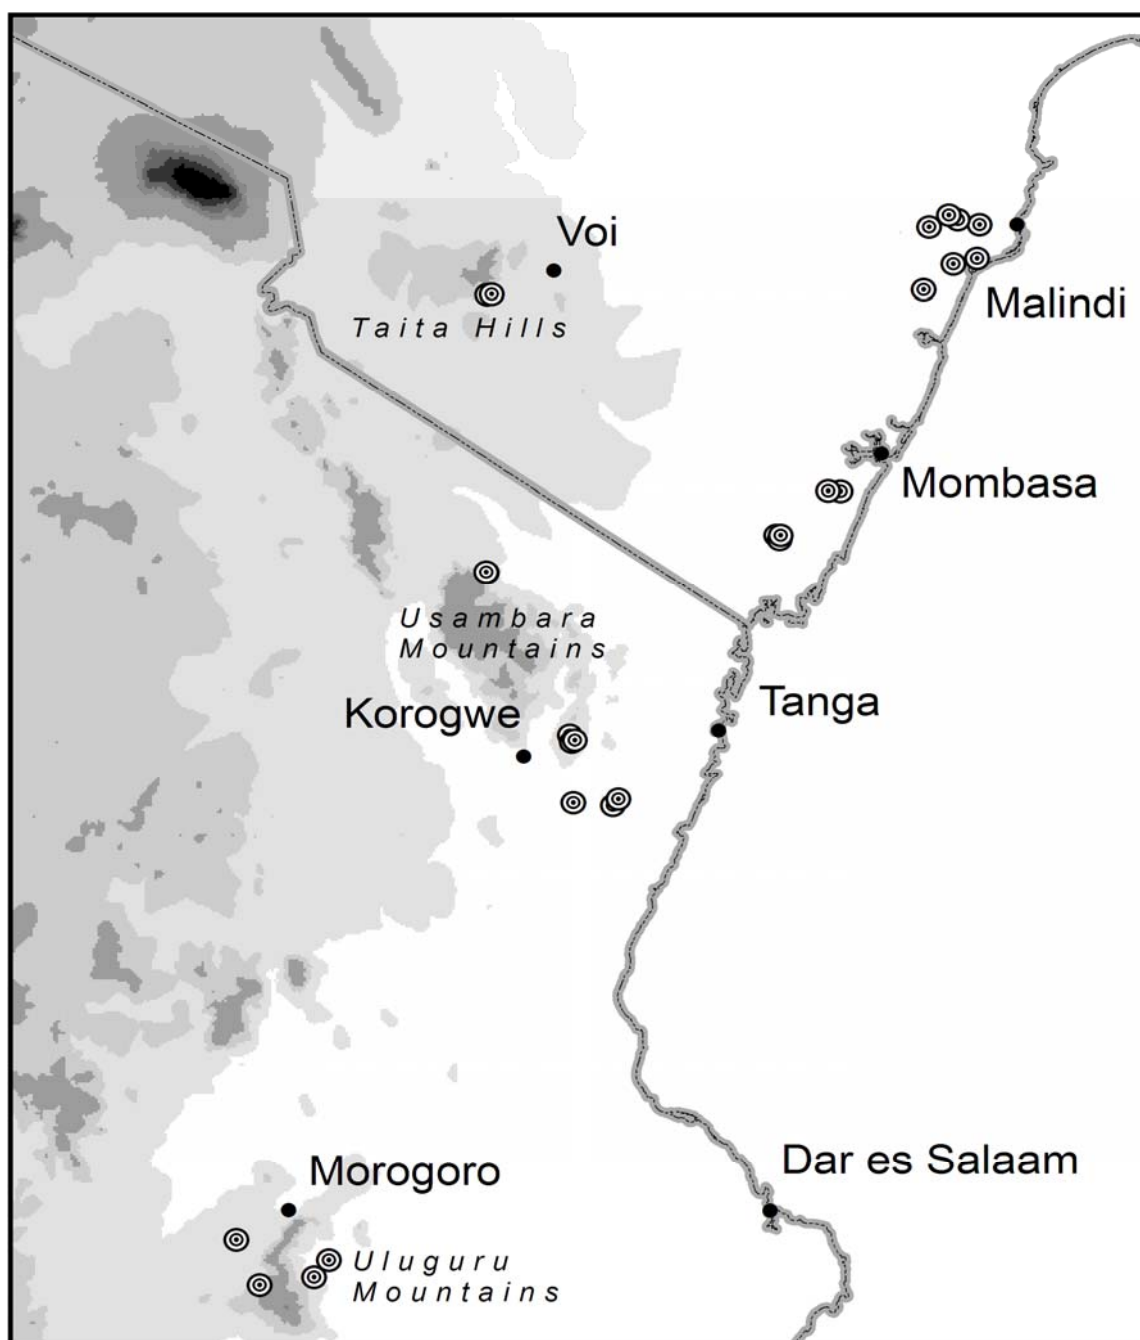 Voi
Taita Hills
Malindi
Mombasa
Usambara
Mountains
Korogwe
Tanga
Morogoro
Dar es Salaam
Uluguru
Mountains